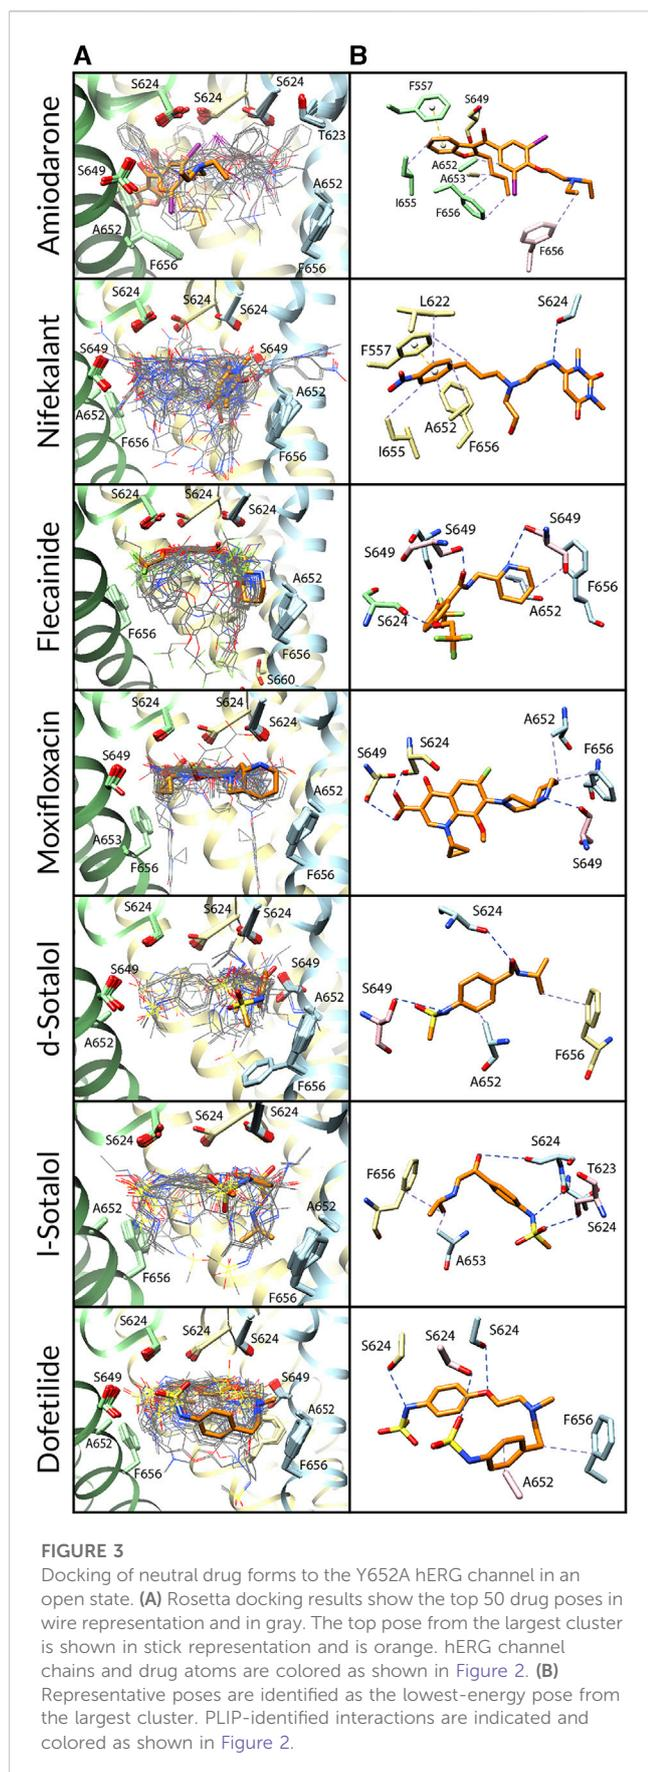 A
B
Amiodarone
S624
S624
S624
T623
S649
A652
A652
F656
F656
F557
S649
A652
A653
I655
F656
F656
Nifekalant
S624
S624
S624
S649
S649
A652
A652
F656
F656
L622
S624
F557
A652
F656
I655
Flecainide
S624
S624
S624
A652
F656
F656
S660
S649
S649
S649
F656
A652
S624
Moxifloxacin
S624
S624
S624
S649
A652
A653
F656
F656
A652
S624
S649
F656
S649
d-Sotalol
S624
S624
S624
S649
S649
A652
A652
F656
S624
S649
F656
A652
l-Sotalol
S624
S624
S624
A652
A652
F656
F656
S624
F656
T623
S624
A653
Dofetilide
S624
S624
S624
S649
S649
A652
A652
F656
F656
S624
S624
S624
F656
A652
FIGURE 3
Docking of neutral drug forms to the Y652A hERG channel in an
open state. (A) Rosetta docking results show the top 50 drug poses in
wire representation and in gray. The top pose from the largest cluster
is shown in stick representation and is orange. hERG channel
chains and drug atoms are colored as shown in Figure 2. (B)
Representative poses are identified as the lowest-energy pose from
the largest cluster. PLIP-identified interactions are indicated and
colored as shown in Figure 2.